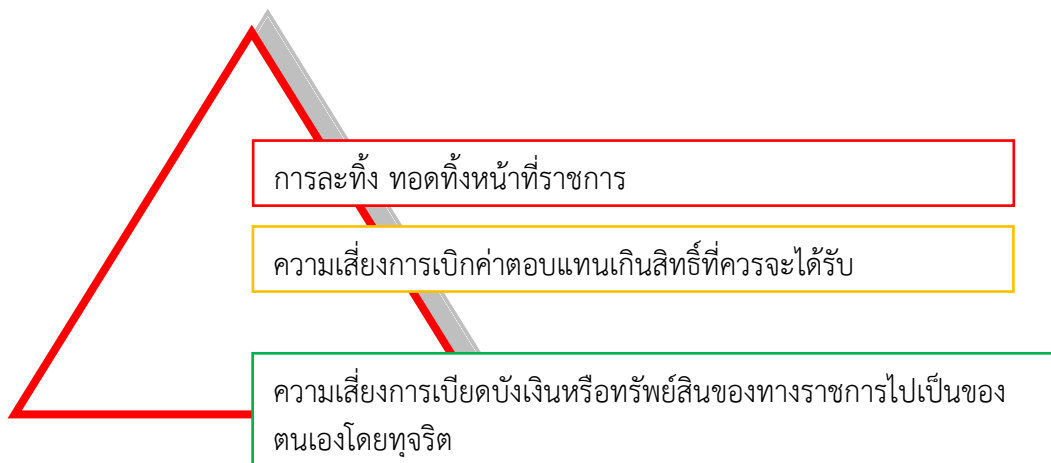 การละทิ้ง ทอดทิ้งหน้าที่ราชการ
ความเสี่ยงการเบิกค่าตอบแทนเกินสิทธิ์ที่ควรจะได้รับ
ความเสี่ยงการเบียดบังเงินหรือทรัพย์สินของทางราชการไปเป็นของ
ตนเองโดยทุจริต